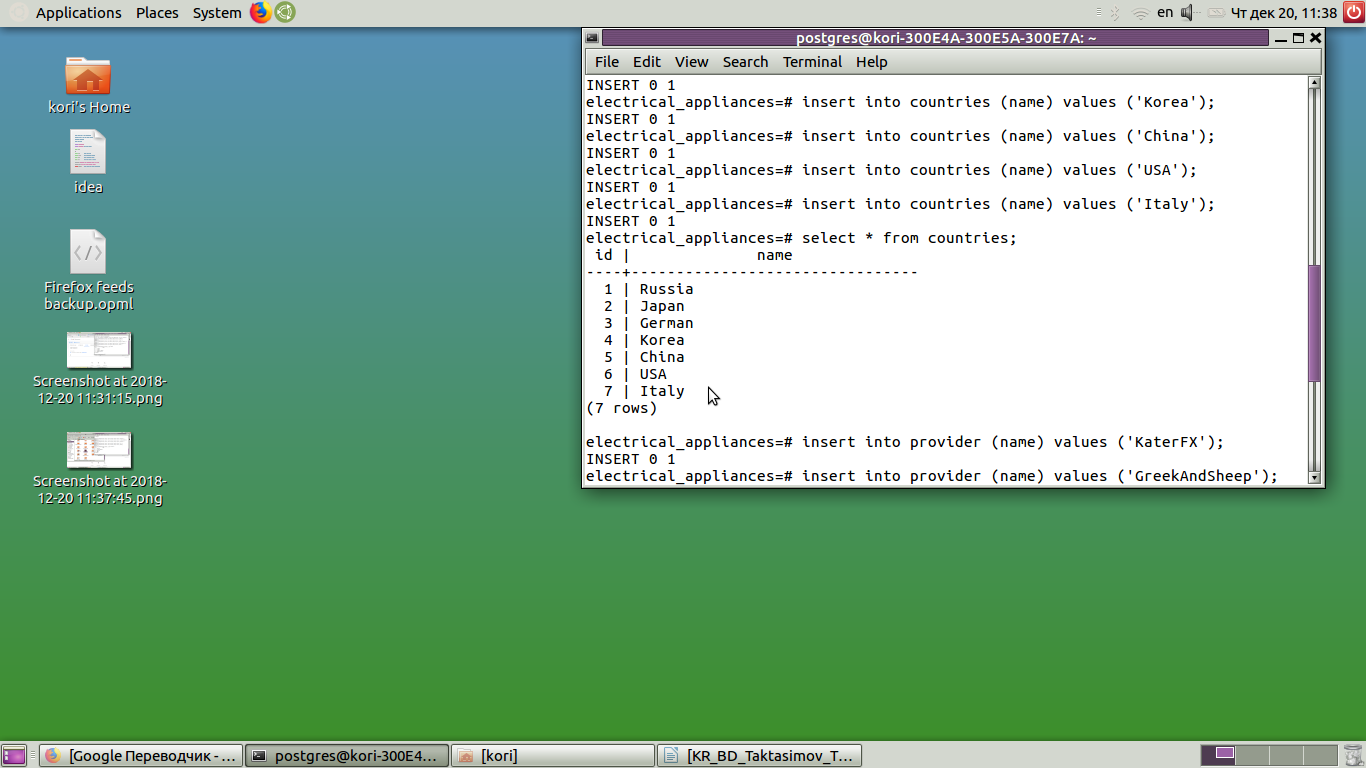 Applications Places System en Чт дек 20, 11:38
kori's Home
idea
Firefox feeds
backup.opml
Screenshot at 2018-
12-20 11:31:15.png
Screenshot at 2018-
12-20 11:37:45.png
postgres@kori-300E4A-300E5A-300E7A: ~
File Edit View Search Terminal Help
INSERT 0 1
electrical_appliances=# insert into countries (name) values ('Korea');
INSERT 0 1
electrical_appliances=# insert into countries (name) values ('China');
INSERT 0 1
electrical_appliances=# insert into countries (name) values ('USA');
INSERT 0 1
electrical_appliances=# insert into countries (name) values ('Italy');
INSERT 0 1
electrical_appliances=# select * from countries;
 id |              name
----+--------------------------------
  1 | Russia
  2 | Japan
  3 | German
  4 | Korea
  5 | China
  6 | USA
  7 | Italy
(7 rows)
electrical_appliances=# insert into provider (name) values ('KaterFX');
INSERT 0 1
electrical_appliances=# insert into provider (name) values ('GreekAndSheep');
[Google Переводчик - ... postgres@kori-300E4... [kori] [KR_BD_Taktasimov_T...